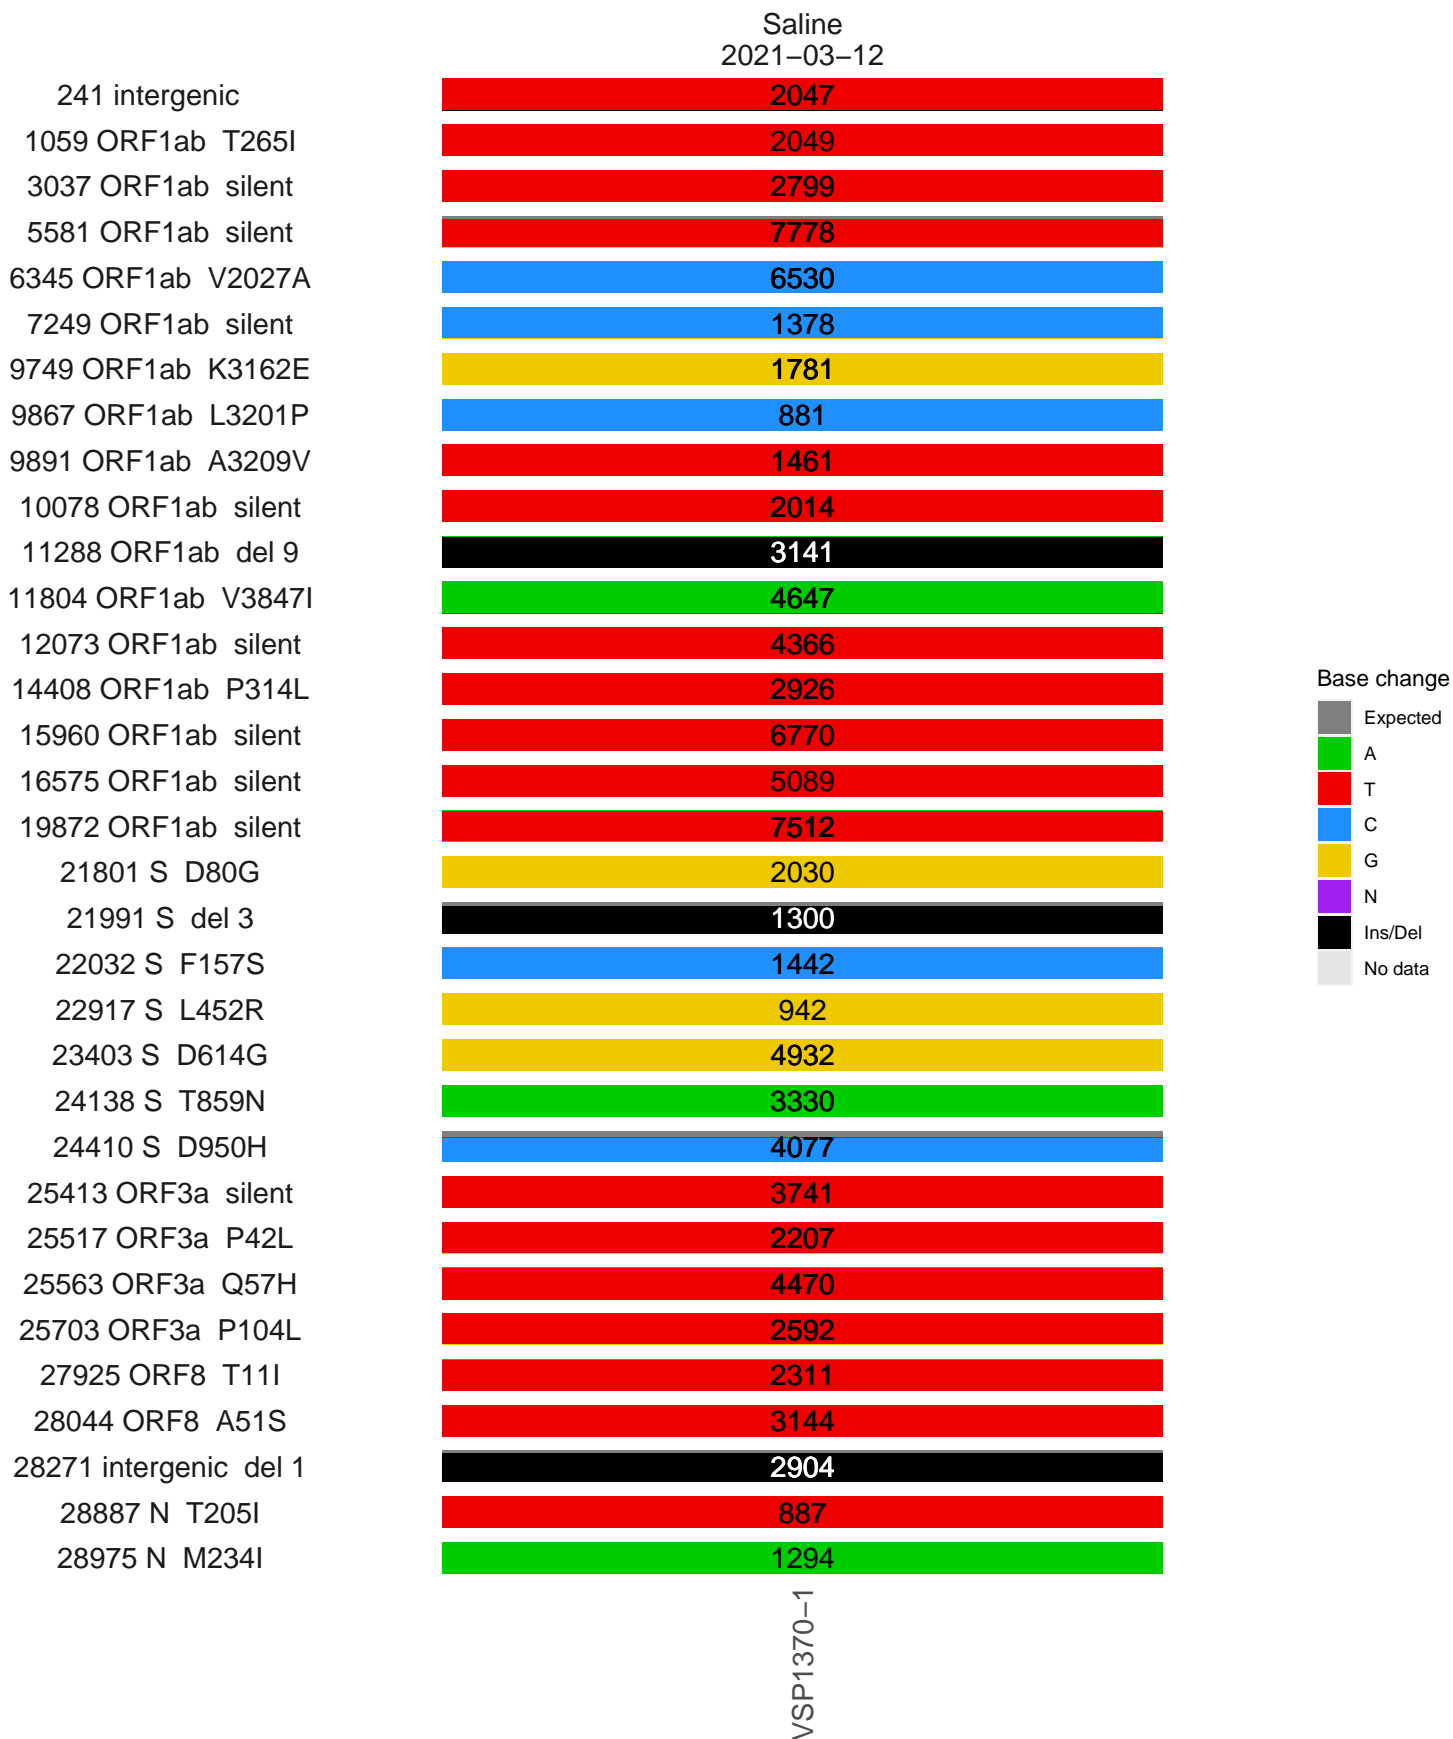 Saline
2021−03−12
241 intergenic 2047
1059 ORF1ab T265I 2049
3037 ORF1ab silent 2799
5581 ORF1ab silent 7778
6345 ORF1ab V2027A 6530
7249 ORF1ab silent 1378
9749 ORF1ab K3162E 1781
9867 ORF1ab L3201P 881
9891 ORF1ab A3209V 1461
10078 ORF1ab silent 2014
11288 ORF1ab del 9 3141
11804 ORF1ab V3847I 4647
12073 ORF1ab silent 4366
14408 ORF1ab P314L 2926
15960 ORF1ab silent 6770
16575 ORF1ab silent 5089
19872 ORF1ab silent 7512
21801 S D80G 2030
21991 S del 3 1300
22032 S F157S 1442
22917 S L452R 942
23403 S D614G 4932
24138 S T859N 3330
24410 S D950H 4077
25413 ORF3a silent 3741
25517 ORF3a P42L 2207
25563 ORF3a Q57H 4470
25703 ORF3a P104L 2592
27925 ORF8 T11I 2311
28044 ORF8 A51S 3144
28271 intergenic del 1 2904
28887 N T205I 887
28975 N M234I 1294
VSP1370−1
Base change
Expected
A
T
C
G
N
Ins/Del
No data